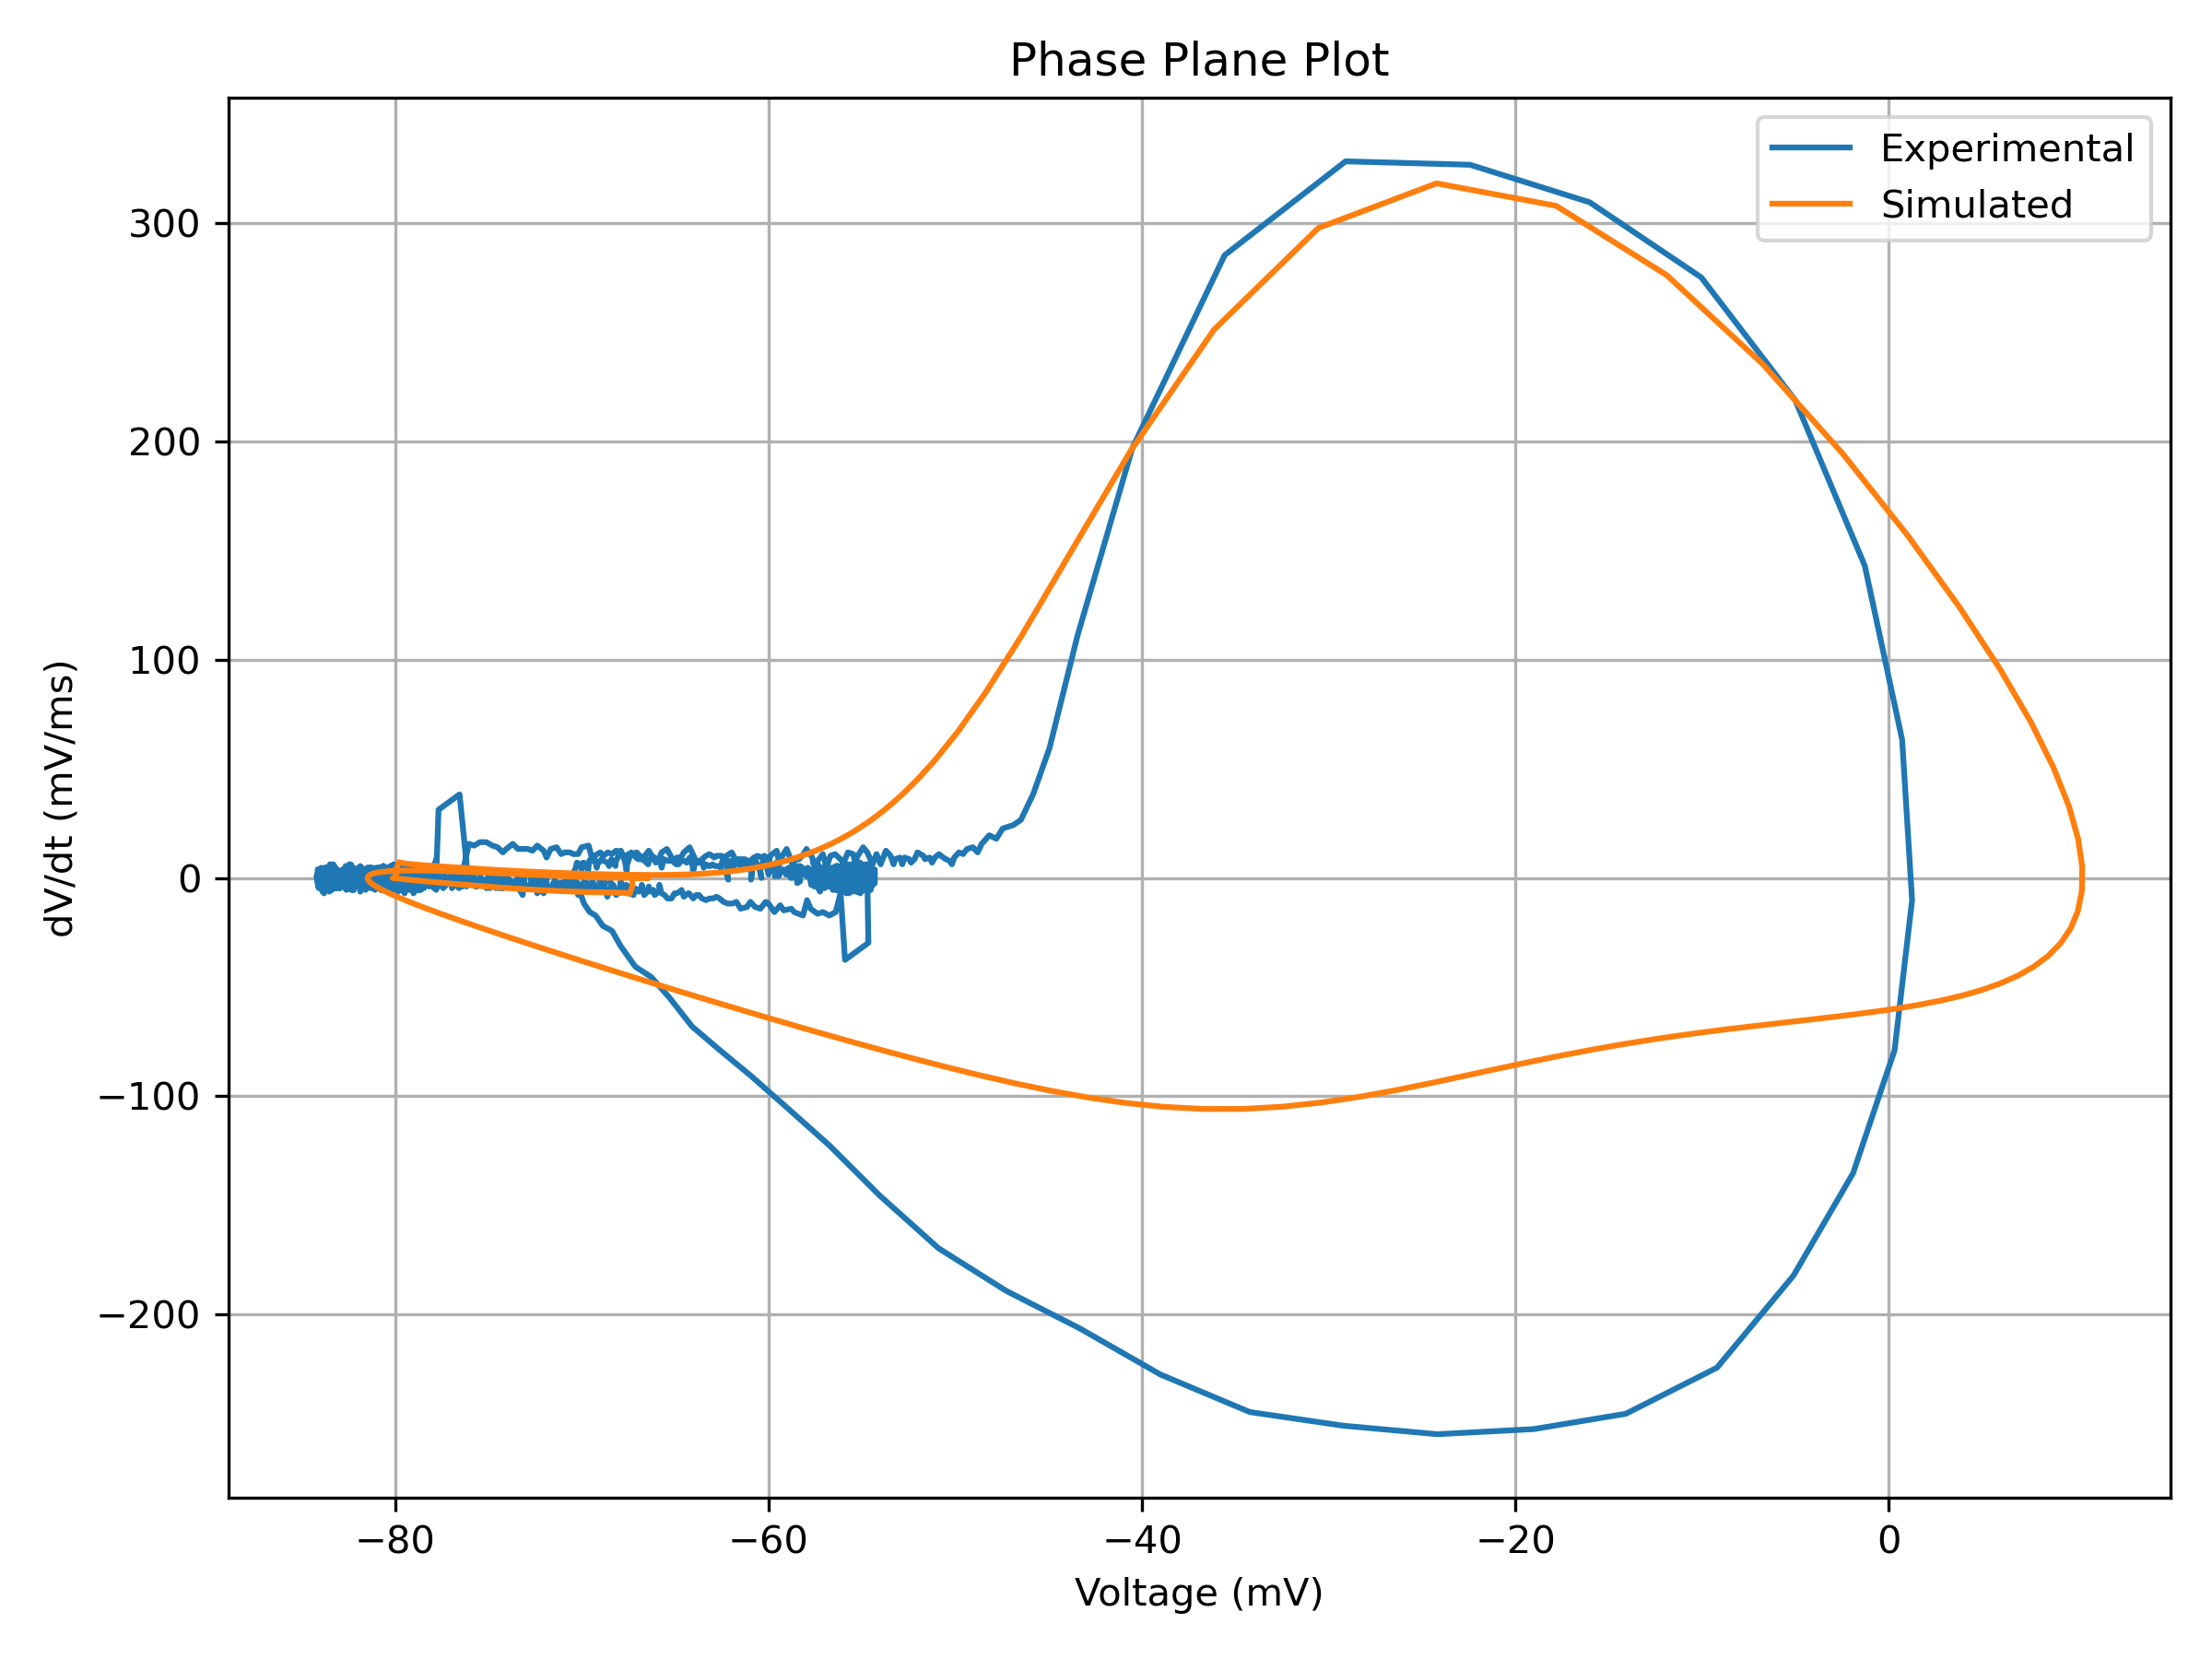 Phase Plane Plot
Experimental
Simulated
dV/dt (mV/ms)
300
200
100
0
−100
−200
−80
−60
−40
−20
0
Voltage (mV)